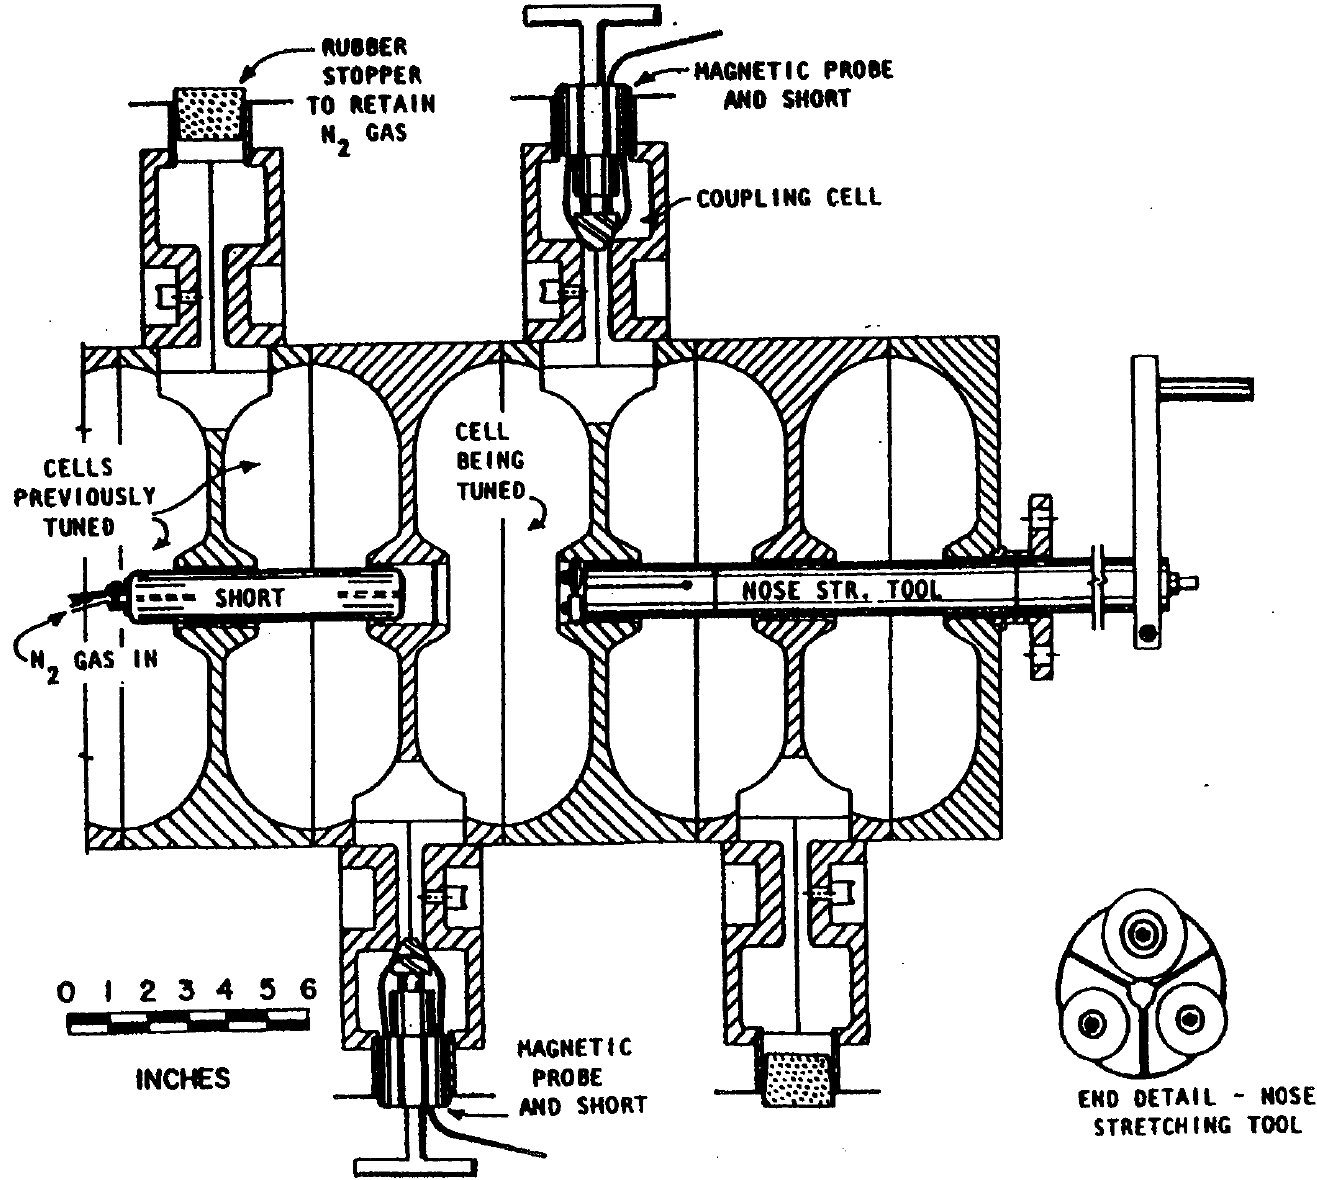 RUBBER
STOPPER
TO RETAIN
N2 GAS
MAGNETIC PROBE
AND SHORT
COUPLING CELL
CELLS
PREVIOUSLY
TUNED
CELL
BEING
TUNED
SHORT
NOSE STR. TOOL
N2 GAS IN
0 1 2 3 4 5 6
INCHES
MAGNETIC
PROBE
AND SHORT
END DETAIL - NOSE
STRETCHING TOOL